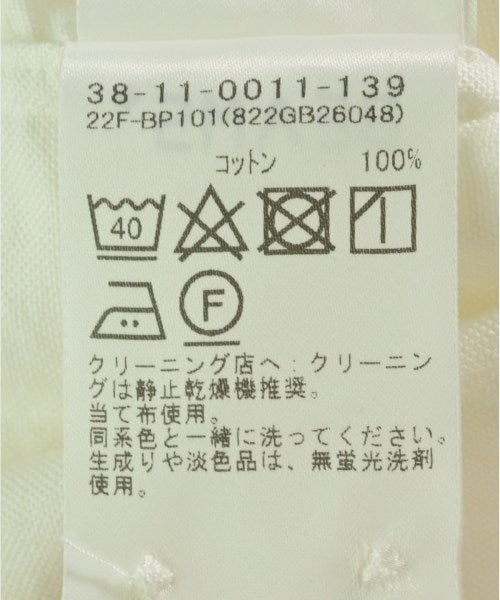 38-11-0011-139
22F-BP101(822GB26048)
コットン 100%
40
F
クリーニング店へ：クリーニン
グは静止乾燥機推奨。
当て布使用。
同系色と一緒に洗ってください。
生成りや淡色品は、無蛍光洗剤
使用。